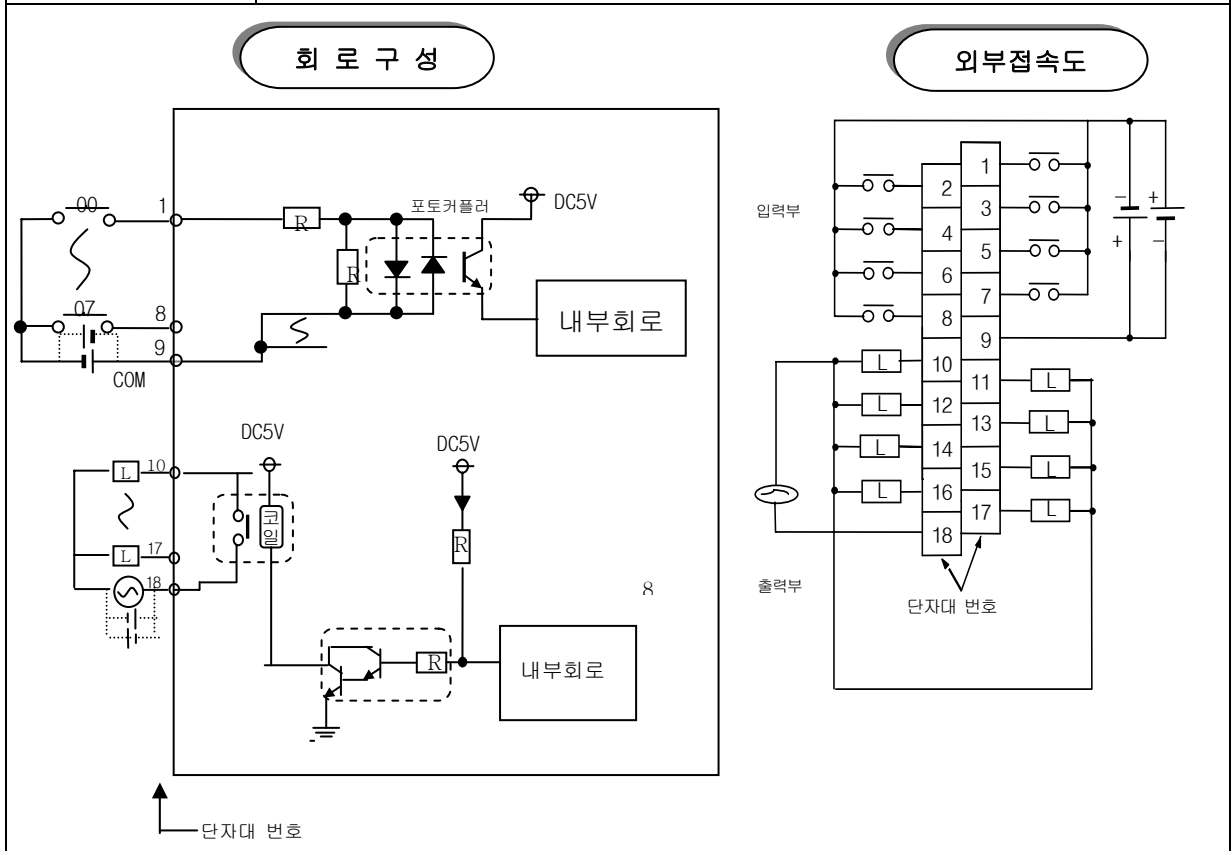 회 로 구 성
외부접속도
00
1
R
R
포토커플러
DC5V
내부회로
07
8
9
COM
DC5V
DC5V
L
10
L
17
18
코일
R
8
R
내부회로
단자대 번호
입력부
1
2
3
4
5
6
7
8
9
- +
+ -
L
10
11
L
L
12
13
L
L
14
15
L
L
16
17
L
18
출력부
단자대 번호